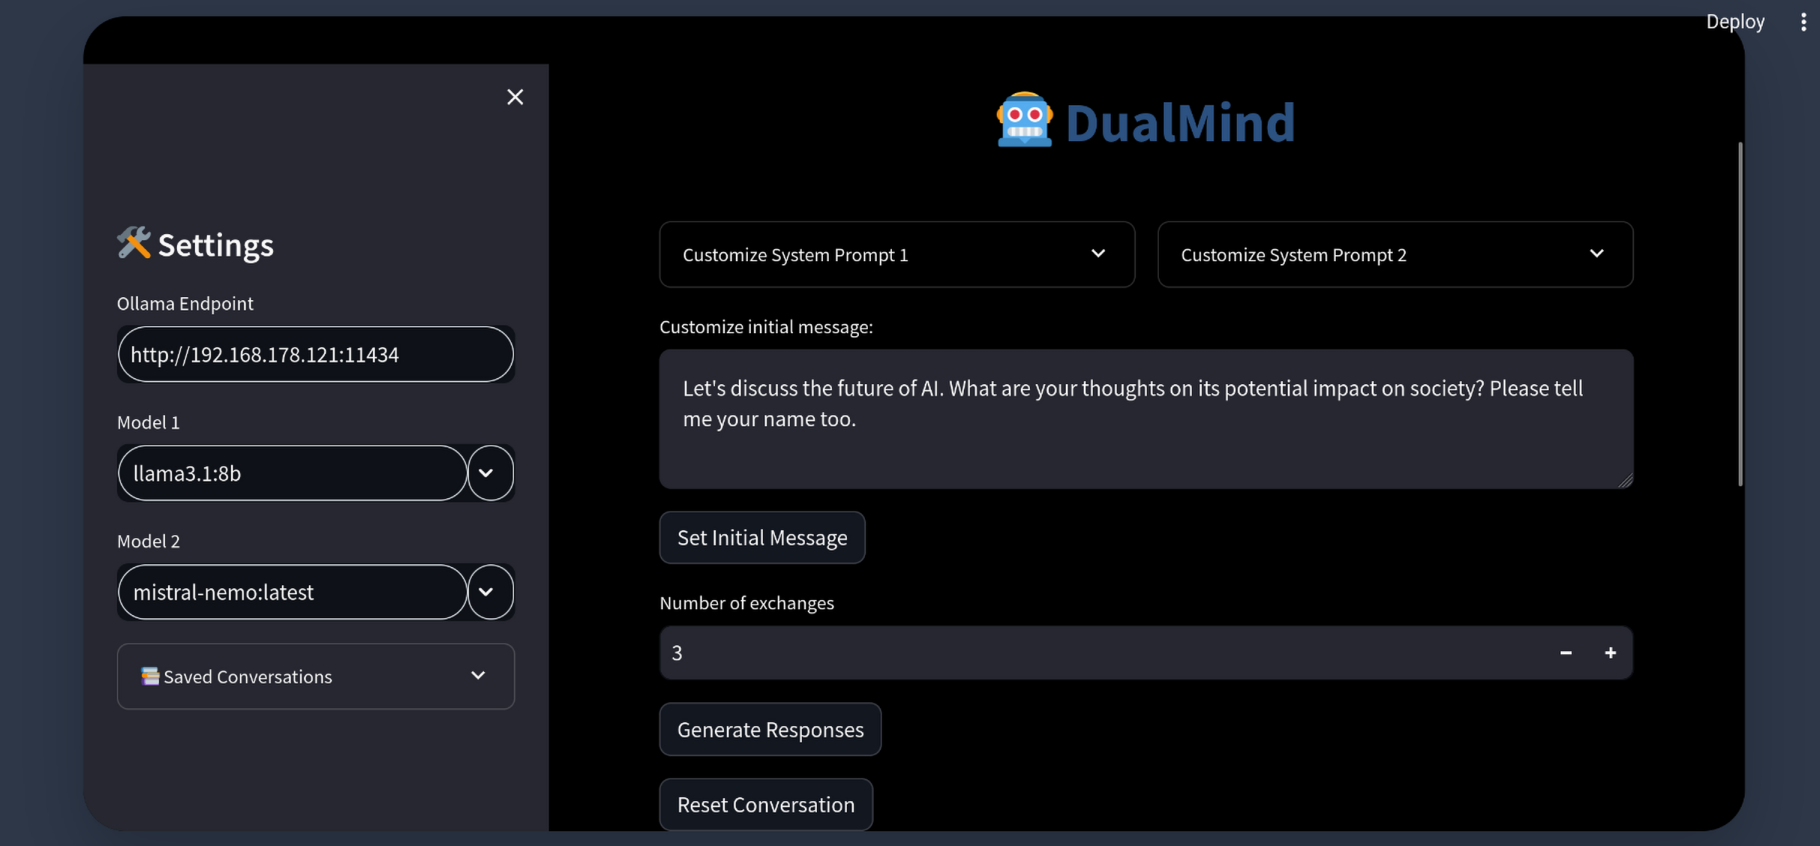 Deploy
DualMind
Settings
Ollama Endpoint
http://192.168.178.121:11434
Model 1
llama3.1:8b
Model 2
mistral-nemo:latest
Saved Conversations
Customize System Prompt 1
Customize System Prompt 2
Customize initial message:
Let's discuss the future of AI. What are your thoughts on its potential impact on society? Please tell
me your name too.
Set Initial Message
Number of exchanges
3
Generate Responses
Reset Conversation